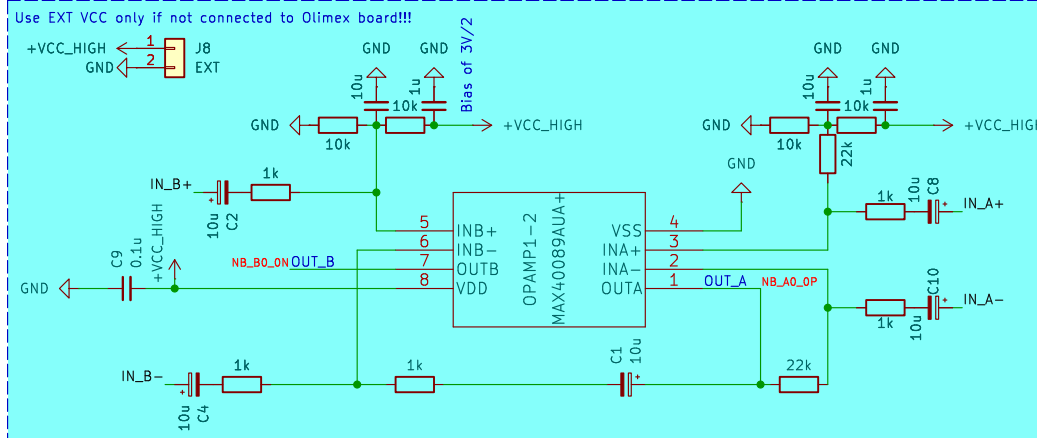 Use EXT VCC only if not connected to Olimex board!!!
+VCC_HIGH 1 J8
GND 2 EXT
GND GND
10u 1u Bias of 3V/2
GND 10k 10k +VCC_HIGH
GND GND
10u 1u
GND 10k 10k +VCC_HIGH
22k
IN_B+ 10u C2 1k
GND
1k 10u C8 IN_A+
5 INB+
6 INB-
NB_B0_ON OUT_B 7 OUTB
8 VDD
OPAMP1-2
MAX40089AUA+
VSS 4
INA+ 3
INA- 2
OUTA 1 OUT_A NB_A0_OP
GND C9 0.1u +VCC_HIGH
1k 10u C10 IN_A-
IN_B- 10u C4 1k
1k
C1 10u
22k